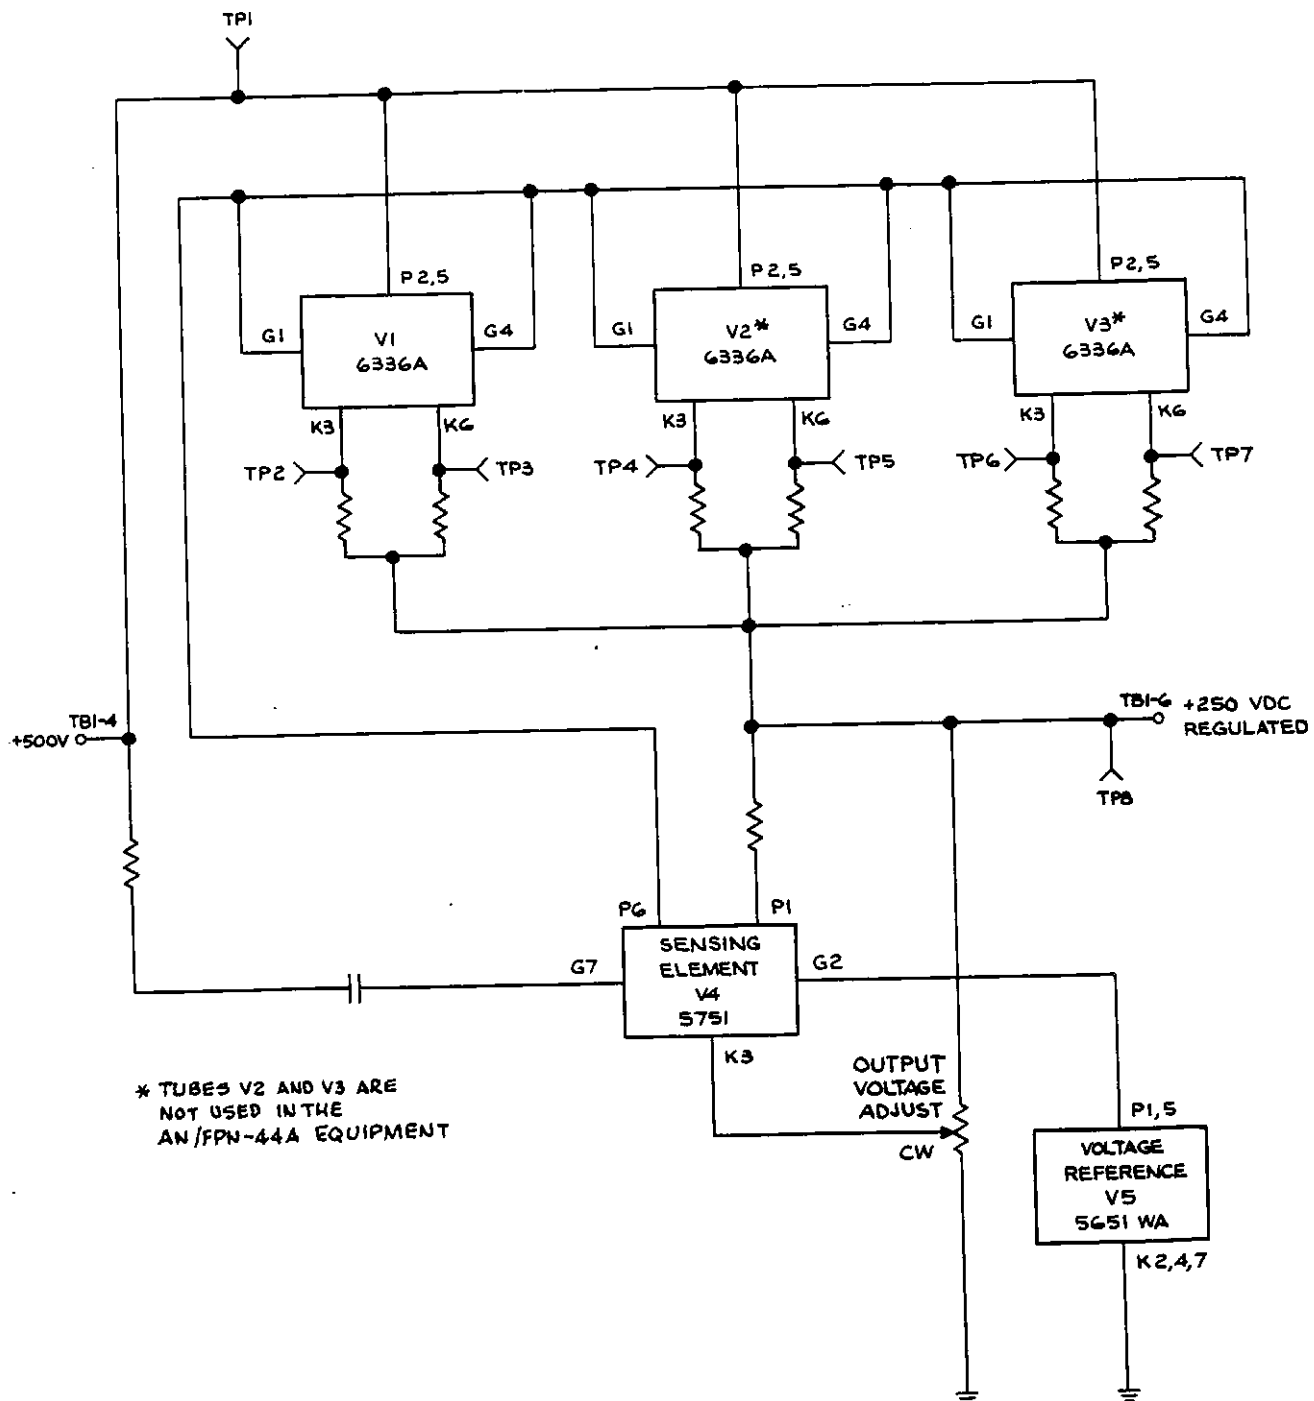 TP1
P2,5
P2,5
P2,5
G1
V1
6336A
G4
G1
V2*
6336A
G4
G1
V3*
6336A
G4
K3
K6
K3
K6
K3
K6
TP2
TP3
TP4
TP5
TP6
TP7
TB1-4
+500V
TB1-6
+250 VDC
REGULATED
TP8
P6
P1
G7
SENSING
ELEMENT
V4
5751
G2
K3
OUTPUT
VOLTAGE
ADJUST
CW
* TUBES V2 AND V3 ARE
NOT USED IN THE
AN/FPN-44A EQUIPMENT
P1,5
VOLTAGE
REFERENCE
V5
5651 WA
K2,4,7